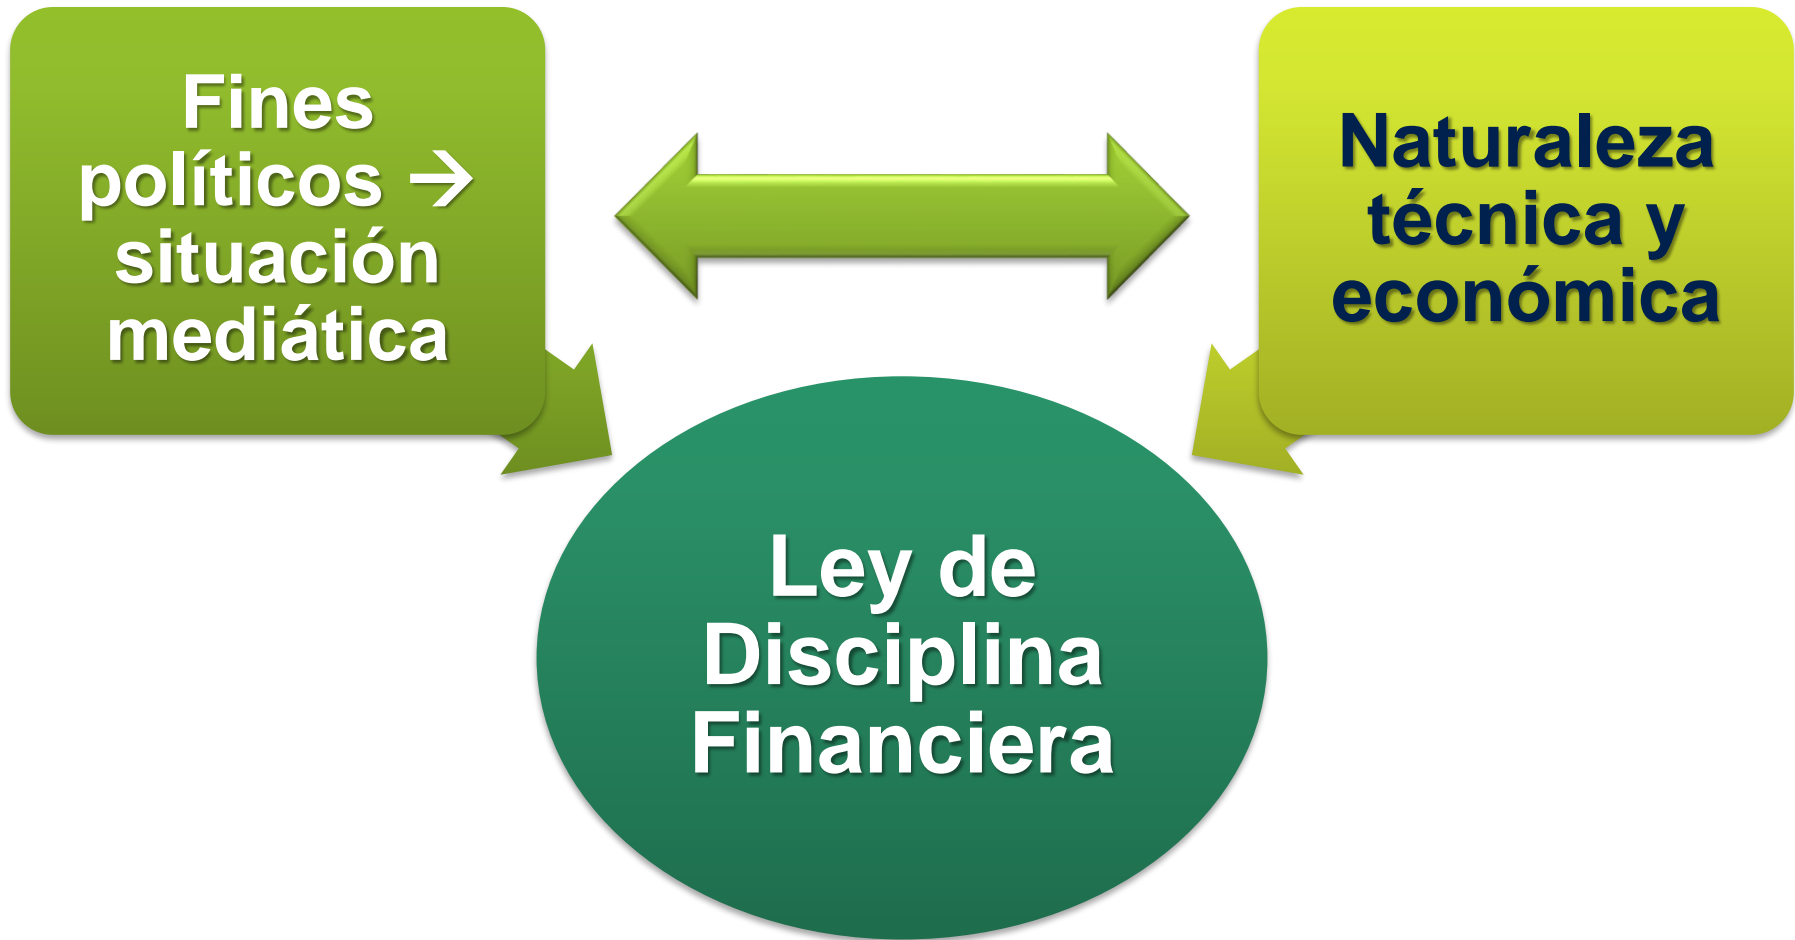 Fines
políticos →
situación
mediática
Naturaleza
técnica y
económica
Ley de
Disciplina
Financiera